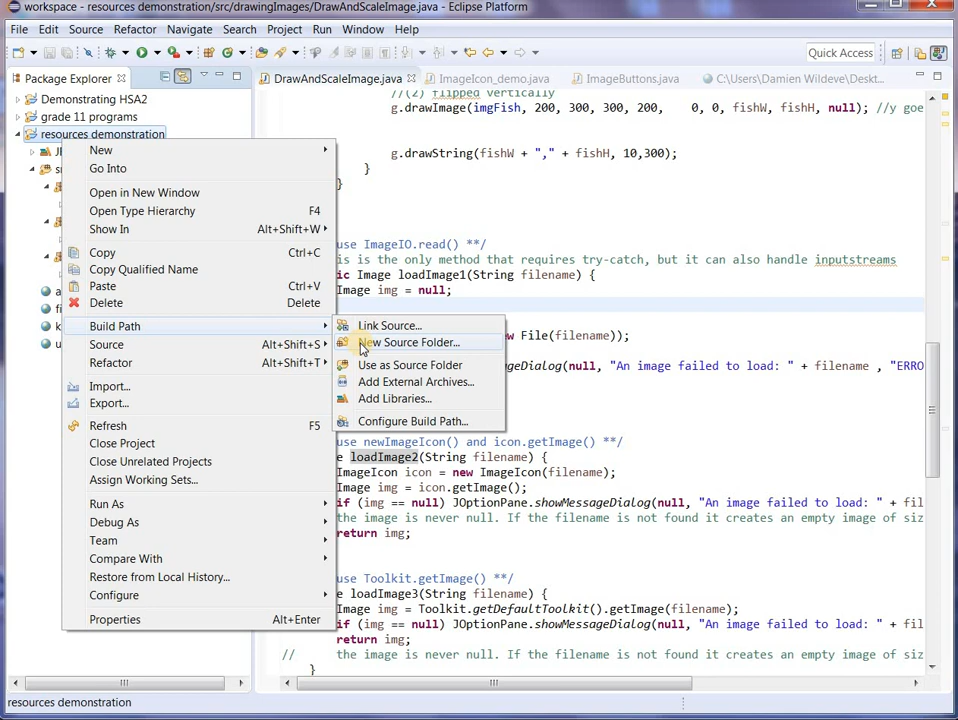 workspace - resources demonstration/src/drawingImages/DrawAndScaleImage.java - Eclipse Platform
File Edit Source Refactor Navigate Search Project Run Window Help
Quick Access
Package Explorer
DrawAndScaleImage.java ImageIcon_demo.java ImageButtons.java C:\Users\Damien Wildeve\Deskt...
Demonstrating HSA2
grade 11 programs
resources demonstration
New
Go Into
Open in New Window
Open Type Hierarchy F4
Show In Alt+Shift+W
Copy Ctrl+C
Copy Qualified Name
Paste Ctrl+V
Delete Delete
Build Path
Source Alt+Shift+S
Refactor Alt+Shift+T
Import...
Export...
Refresh F5
Close Project
Close Unrelated Projects
Assign Working Sets...
Run As
Debug As
Team
Compare With
Restore from Local History...
Configure
Properties Alt+Enter
Link Source...
New Source Folder...
Use as Source Folder
Add External Archives...
Add Libraries...
Configure Build Path...
//(2) flipped vertically
g.drawImage(imgFish, 200, 300, 300, 200, 0, 0, fishW, fishH, null); //y goe
g.drawString(fishW + "," + fishH, 10,300);
}
}
use ImageIO.read() **/
is is the only method that requires try-catch, but it can also handle inputstreams
ic Image loadImage1(String filename) {
Image img = null;
ew File(filename));
geDialog(null, "An image failed to load: " + filename , "ERRO
use newImageIcon() and icon.getImage() **/
e loadImage2(String filename) {
ImageIcon icon = new ImageIcon(filename);
Image img = icon.getImage();
if (img == null) JOptionPane.showMessageDialog(null, "An image failed to load: " + fil
the image is never null. If the filename is not found it creates an empty image of siz
return img;
use Toolkit.getImage() **/
e loadImage3(String filename) {
Image img = Toolkit.getDefaultToolkit().getImage(filename);
if (img == null) JOptionPane.showMessageDialog(null, "An image failed to load: " + fil
return img;
// the image is never null. If the filename is not found it creates an empty image of siz
}
resources demonstration